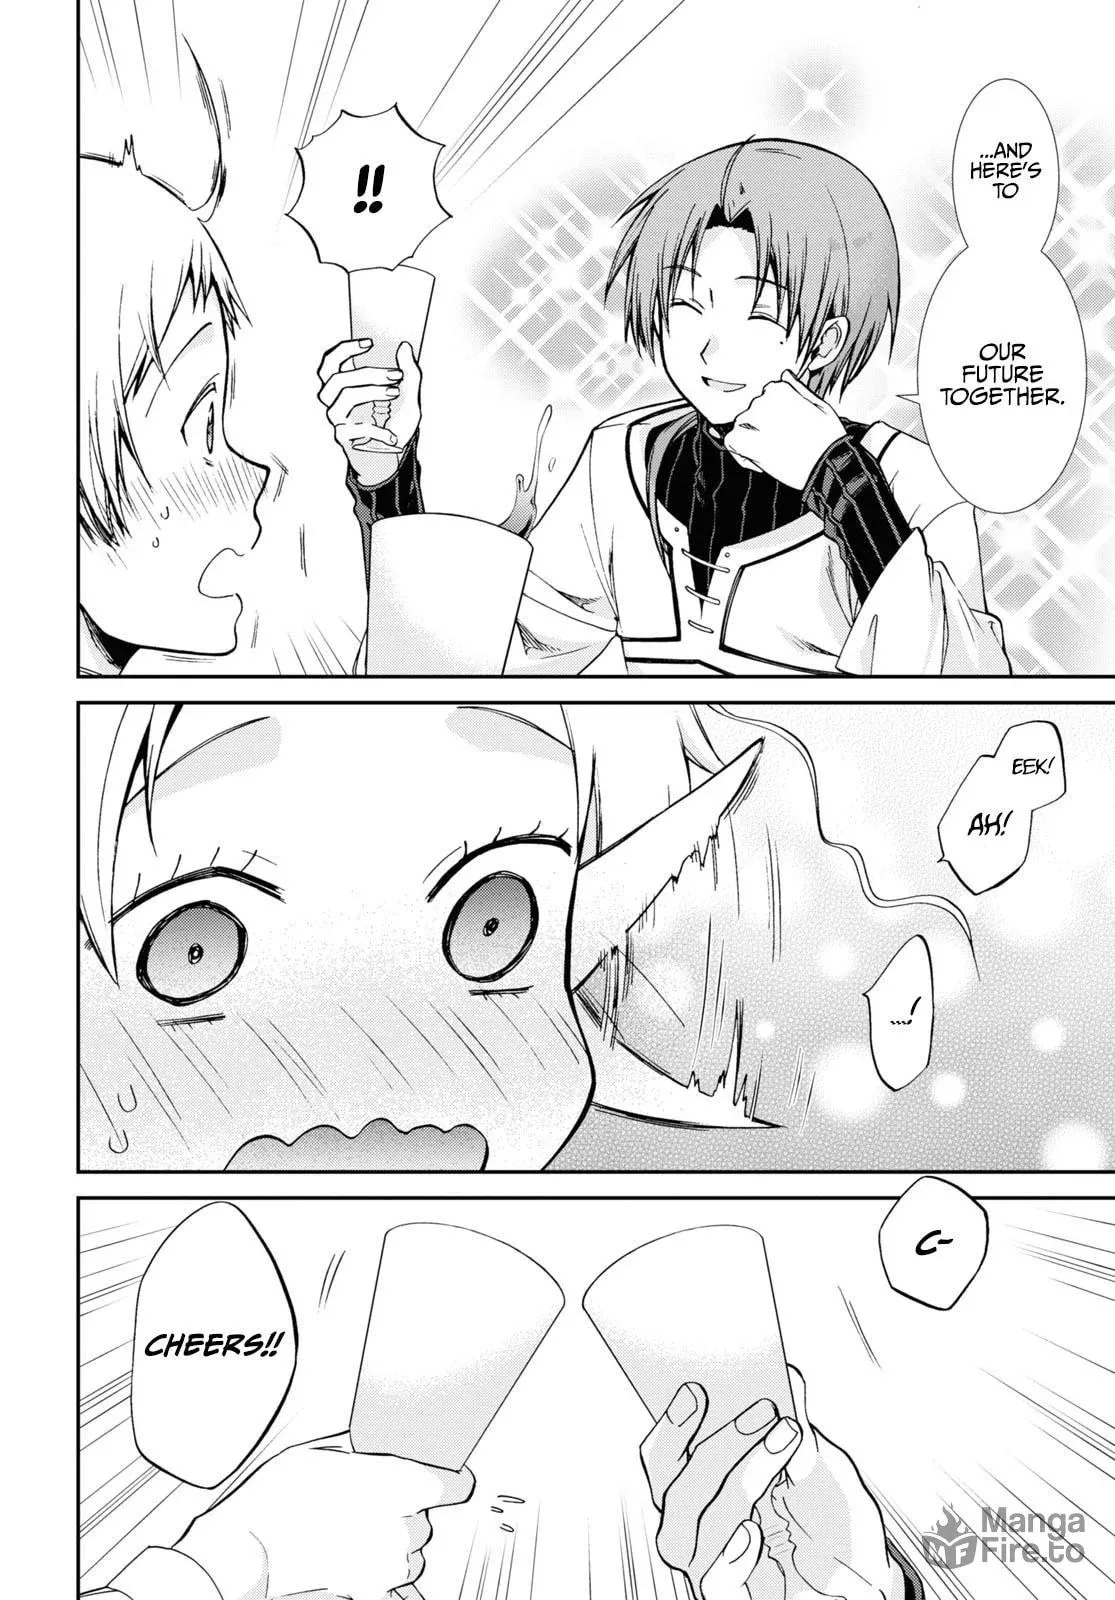 ...AND
HERE'S
TO
OUR
FUTURE
TOGETHER.
!!
EEK!
AH!
......!
C-
CHEERS!!
Manga
Fire.to